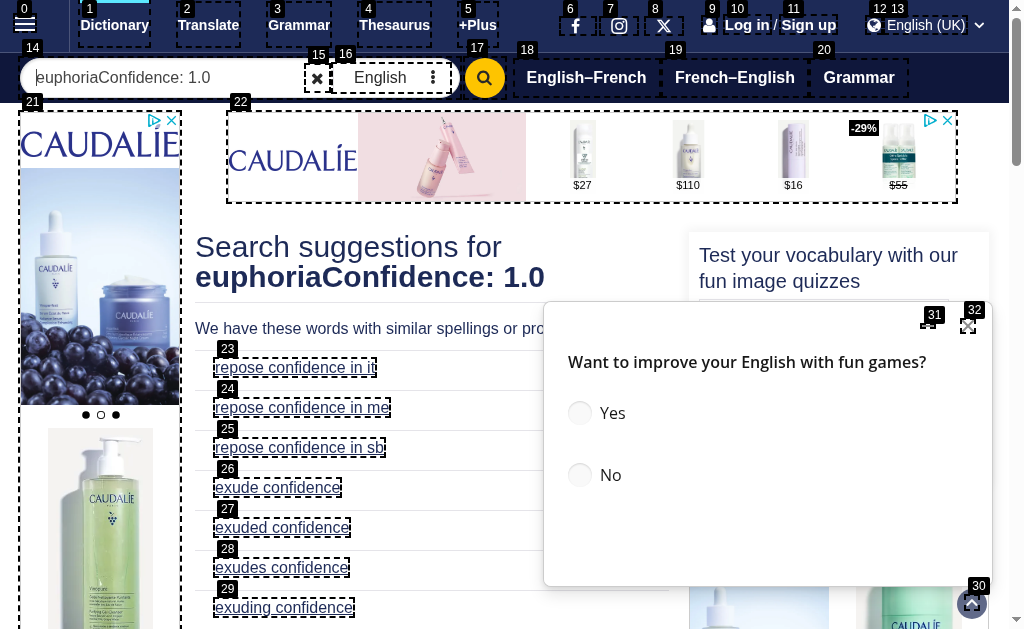 0
1
2
3
4
5
6
7
8
9
10
12
13
Dictionary
Translate
Grammar
Thesaurus
+Plus
Log in / Sign up
English (UK)
14
15
16
17
18
19
20
euphoriaConfidence: 1.0
English
English–French
French–English
Grammar
21
22
CAUDALÍE
CAUDALÍE
$27
$110
$16
-29%
$55
Search suggestions for
euphoriaConfidence: 1.0
Test your vocabulary with our
fun image quizzes
We have these words with similar spellings or pro
23
repose confidence in it
24
repose confidence in me
25
repose confidence in sb
26
exude confidence
27
exuded confidence
28
exudes confidence
29
exuding confidence
31
32
Want to improve your English with fun games?
Yes
No
30
CAUDALÍE
CAUDALÍE
CAUDALÍE